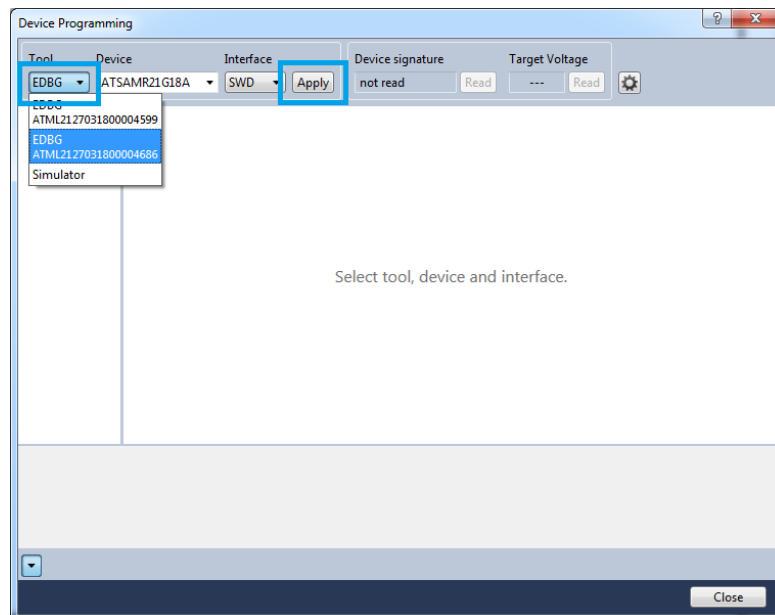 Device Programming
Tool Device Interface Device signature Target Voltage
EDBG ATSAMR21G18A SWD Apply not read Read --- Read
EDBG
ATML2127031800004599
EDBG
ATML2127031800004686
Simulator
Select tool, device and interface.
Close